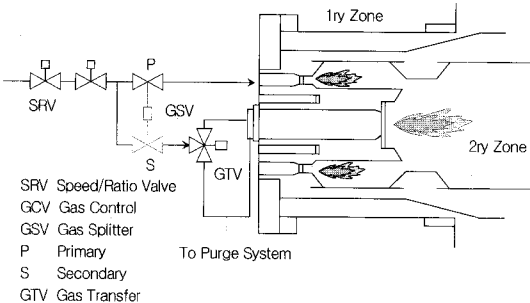 1ry Zone
P
SRV
GSV
S
GTV
2ry Zone
SRV Speed/Ratio Valve
GCV Gas Control
GSV Gas Splitter
P Primary
S Secondary
GTV Gas Transfer
To Purge System